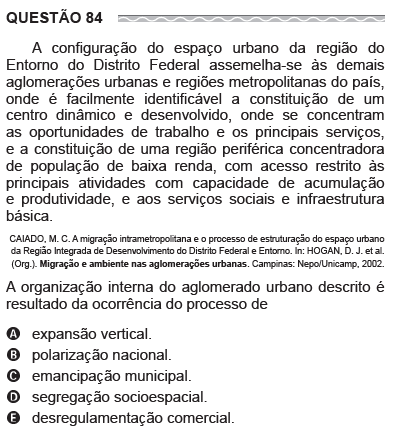 QUESTÃO 84
A configuração do espaço urbano da região do
Entorno do Distrito Federal assemelha-se às demais
aglomerações urbanas e regiões metropolitanas do país,
onde é facilmente identificável a constituição de um
centro dinâmico e desenvolvido, onde se concentram
as oportunidades de trabalho e os principais serviços,
e a constituição de uma região periférica concentradora
de população de baixa renda, com acesso restrito às
principais atividades com capacidade de acumulação
e produtividade, e aos serviços sociais e infraestrutura
básica.
CAIADO, M. C. A migração intrametropolitana e o processo de estruturação do espaço urbano
da Região Integrada de Desenvolvimento do Distrito Federal e Entorno. In: HOGAN, D. J. et al.
(Org.). Migração e ambiente nas aglomerações urbanas. Campinas: Nepo/Unicamp, 2002.
A organização interna do aglomerado urbano descrito é
resultado da ocorrência do processo de
A expansão vertical.
B polarização nacional.
C emancipação municipal.
D segregação socioespacial.
E desregulamentação comercial.